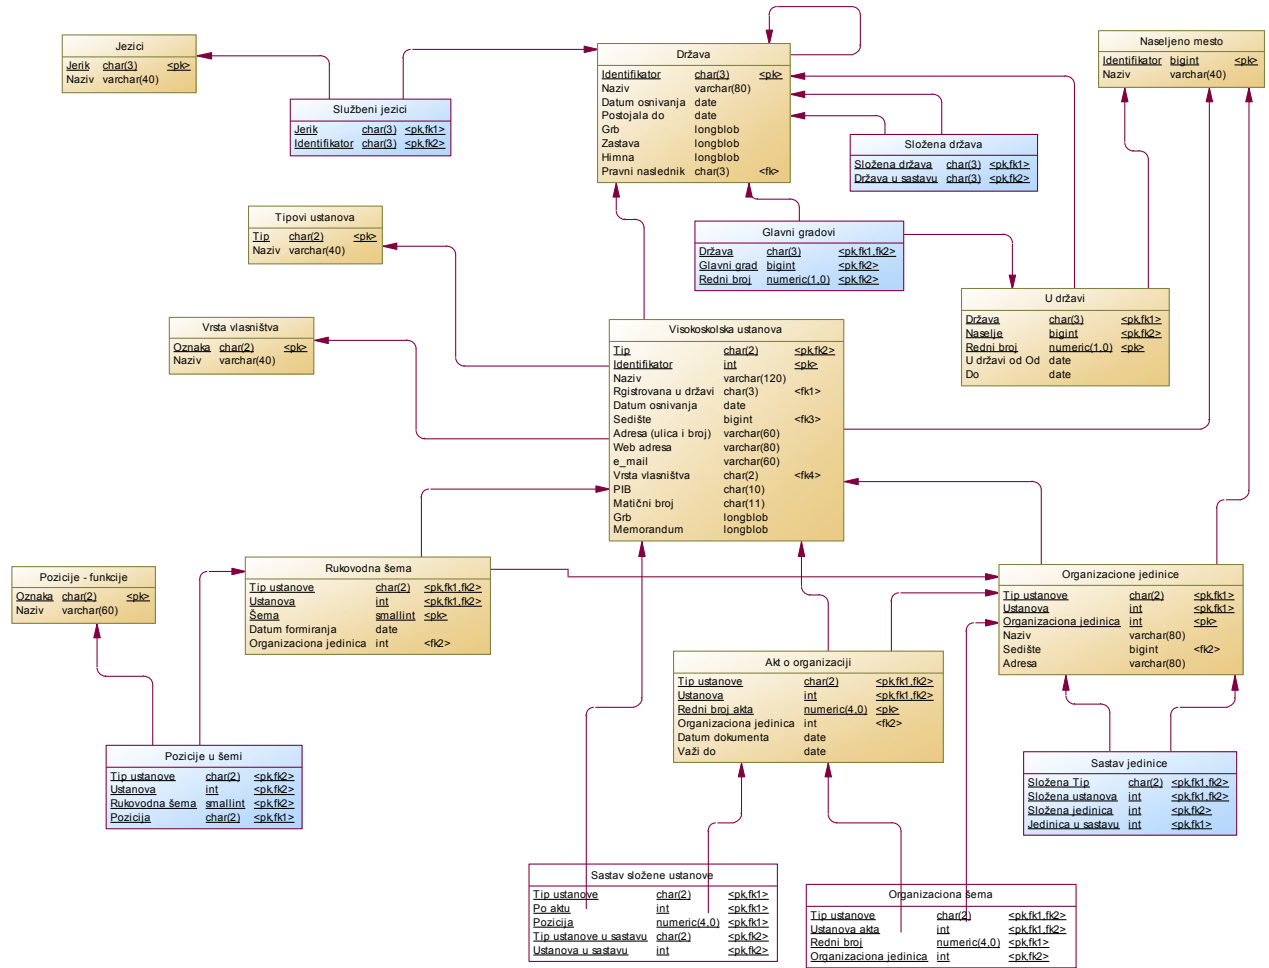 Jezici
Jerik char(3) <pk>
Naziv varchar(40)
Službeni jezici
Jerik char(3) <pk,fk1>
Identifikator char(3) <pk,fk2>
Država
Identifikator char(3) <pk>
Naziv varchar(80)
Datum osnivanja date
Postojala do date
Grb longblob
Zastava longblob
Himna longblob
Pravni naslednik char(3) <fk>
Naseljeno mesto
Identifikator bigint <pk>
Naziv varchar(40)
Složena država
Složena država char(3) <pk,fk1>
Država u sastavu char(3) <pk,fk2>
Tipovi ustanova
Tip char(2) <pk>
Naziv varchar(40)
Glavni gradovi
Država char(3) <pk,fk1,fk2>
Glavni grad bigint <pk,fk2>
Redni broj numeric(1,0) <pk,fk2>
U državi
Država char(3) <pk,fk1>
Naselje bigint <pk,fk2>
Redni broj numeric(1,0) <pk>
U državi od Od date
Do date
Vrsta vlasništva
Oznaka char(2) <pk>
Naziv varchar(40)
Visokoskolska ustanova
Tip char(2) <pk,fk2>
Identifikator int <pk>
Naziv varchar(120)
Rgistrovana u državi char(3) <fk1>
Datum osnivanja date
Sedište bigint <fk3>
Adresa (ulica i broj) varchar(60)
Web adresa varchar(80)
e_mail varchar(60)
Vrsta vlasništva char(2) <fk4>
PIB char(10)
Matični broj char(11)
Grb longblob
Memorandum longblob
Pozicije - funkcije
Oznaka char(2) <pk>
Naziv varchar(60)
Rukovodna šema
Tip ustanove char(2) <pk,fk1,fk2>
Ustanova int <pk,fk1,fk2>
Šema smallint <pk>
Datum formiranja date
Organizaciona jedinica int <fk2>
Organizacione jedinice
Tip ustanove char(2) <pk,fk1>
Ustanova int <pk,fk1>
Organizaciona jedinica int <pk>
Naziv varchar(80)
Sedište bigint <fk2>
Adresa varchar(80)
Akt o organizaciji
Tip ustanove char(2) <pk,fk1,fk2>
Ustanova int <pk,fk1,fk2>
Redni broj akta numeric(4,0) <pk>
Organizaciona jedinica int <fk2>
Datum dokumenta date
Važi do date
Pozicije u šemi
Tip ustanove char(2) <pk,fk2>
Ustanova int <pk,fk2>
Rukovodna šema smallint <pk,fk2>
Pozicija char(2) <pk,fk1>
Sastav jedinice
Složena Tip char(2) <pk,fk1,fk2>
Složena ustanova int <pk,fk1,fk2>
Složena jedinica int <pk,fk2>
Jedinica u sastavu int <pk,fk1>
Sastav složene ustanove
Tip ustanove char(2) <pk,fk1>
Po aktu int <pk,fk1>
Pozicija numeric(4,0) <pk,fk1>
Tip ustanove u sastavu char(2) <pk,fk2>
Ustanova u sastavu int <pk,fk2>
Organizaciona šema
Tip ustanove char(2) <pk,fk1,fk2>
Ustanova akta int <pk,fk1,fk2>
Redni broj numeric(4,0) <pk,fk1>
Organizaciona jedinica int <pk,fk2>